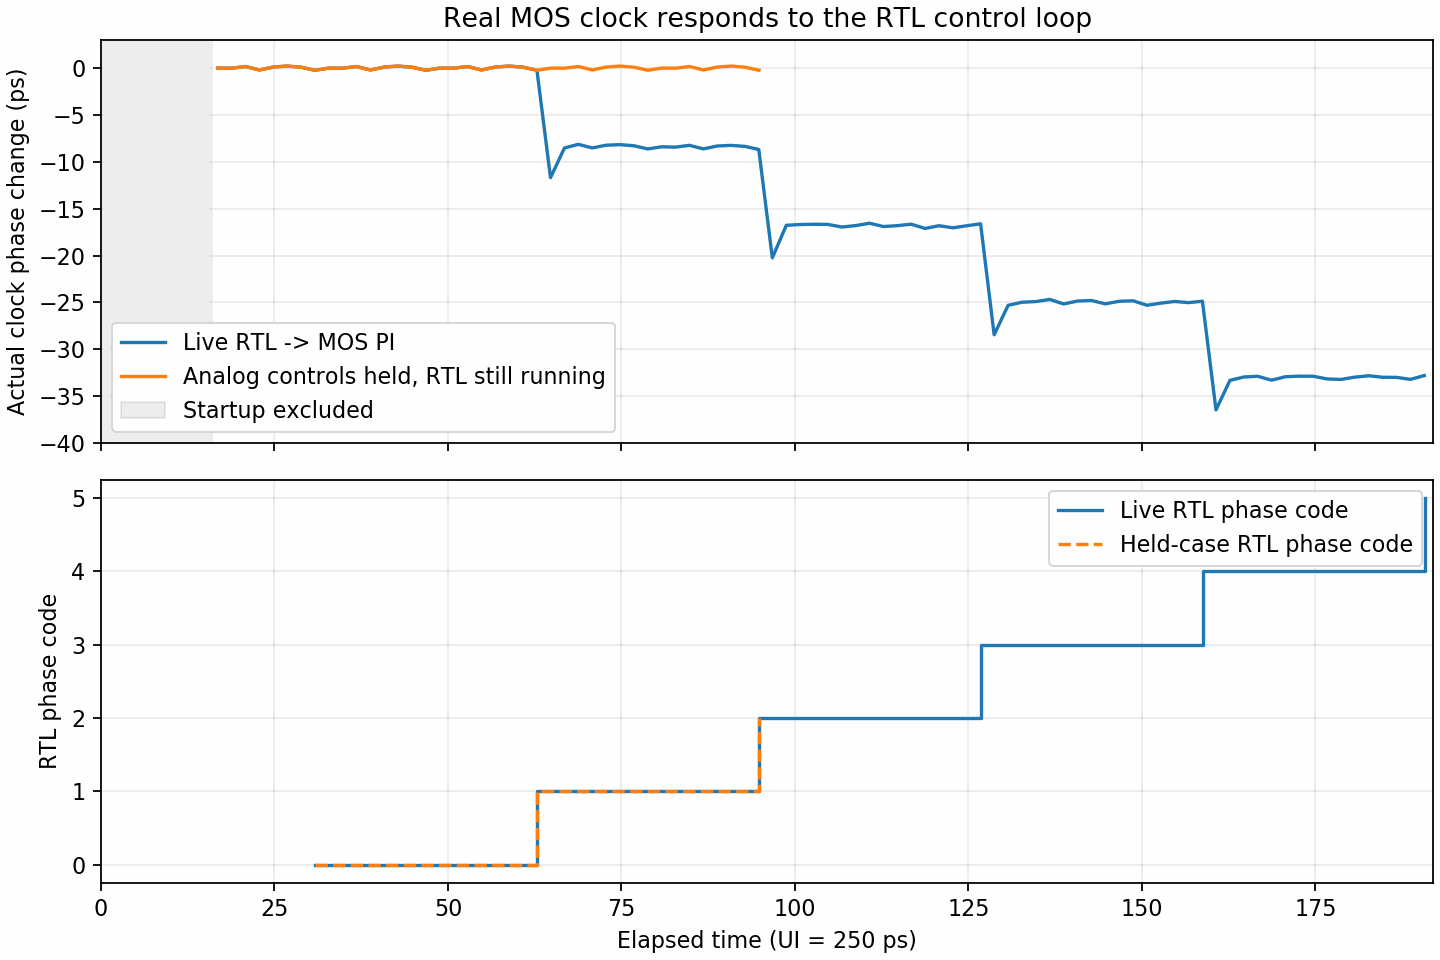 Real MOS clock responds to the RTL control loop
Actual clock phase change (ps)
0
−5
−10
−15
−20
−25
−30
−35
−40
Live RTL -> MOS PI
Analog controls held, RTL still running
Startup excluded
RTL phase code
5
4
3
2
1
0
Live RTL phase code
Held-case RTL phase code
0 25 50 75 100 125 150 175
Elapsed time (UI = 250 ps)